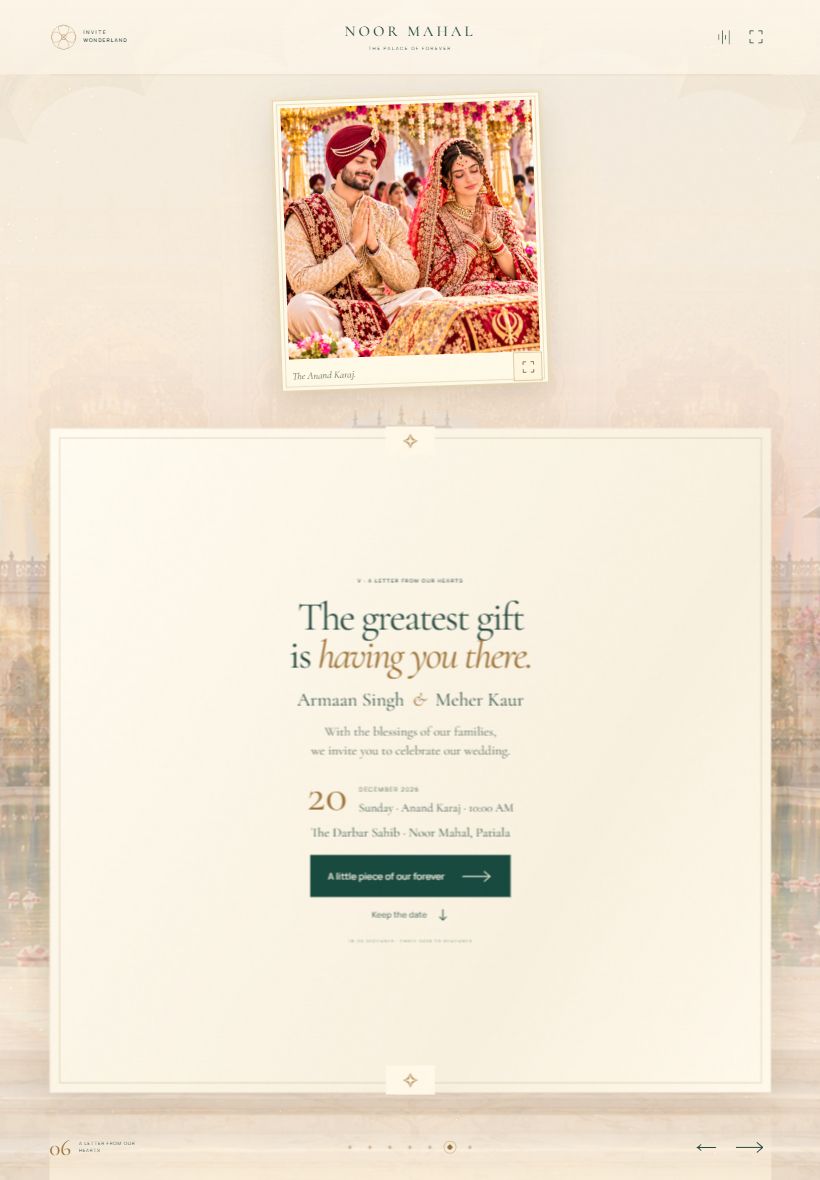 INVITE
WONDERLAND
NOOR MAHAL
THE PALACE OF FOREVER
The Anand Karaj.
V · A LETTER FROM OUR HEARTS
The greatest gift
is having you there.
Armaan Singh & Meher Kaur
With the blessings of our families,
we invite you to celebrate our wedding.
20
DECEMBER 2026
Sunday · Anand Karaj · 10:00 AM
The Darbar Sahib · Noor Mahal, Patiala
A little piece of our forever
Keep the date
06
A LETTER FROM OUR
HEARTS